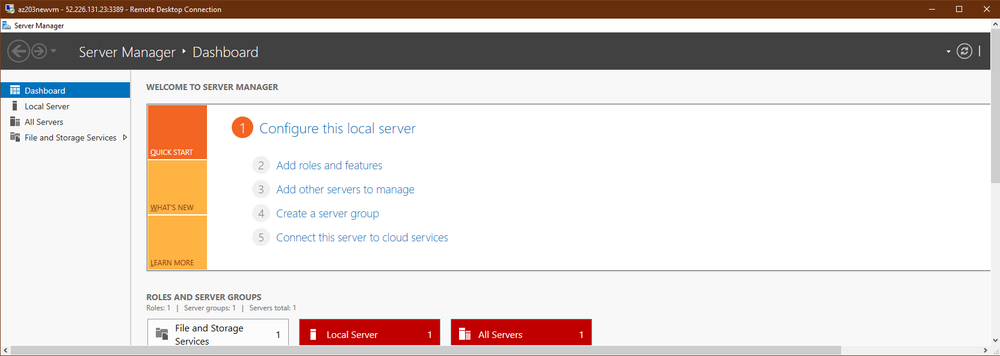 az203newvm - 52.226.131.23:3389 - Remote Desktop Connection
Server Manager
Server Manager ‣ Dashboard
Dashboard
Local Server
All Servers
File and Storage Services
WELCOME TO SERVER MANAGER
QUICK START
WHAT'S NEW
LEARN MORE
1 Configure this local server
2 Add roles and features
3 Add other servers to manage
4 Create a server group
5 Connect this server to cloud services
ROLES AND SERVER GROUPS
Roles: 1 | Server groups: 1 | Servers total: 1
File and Storage
Services
1
Local Server 1
All Servers 1